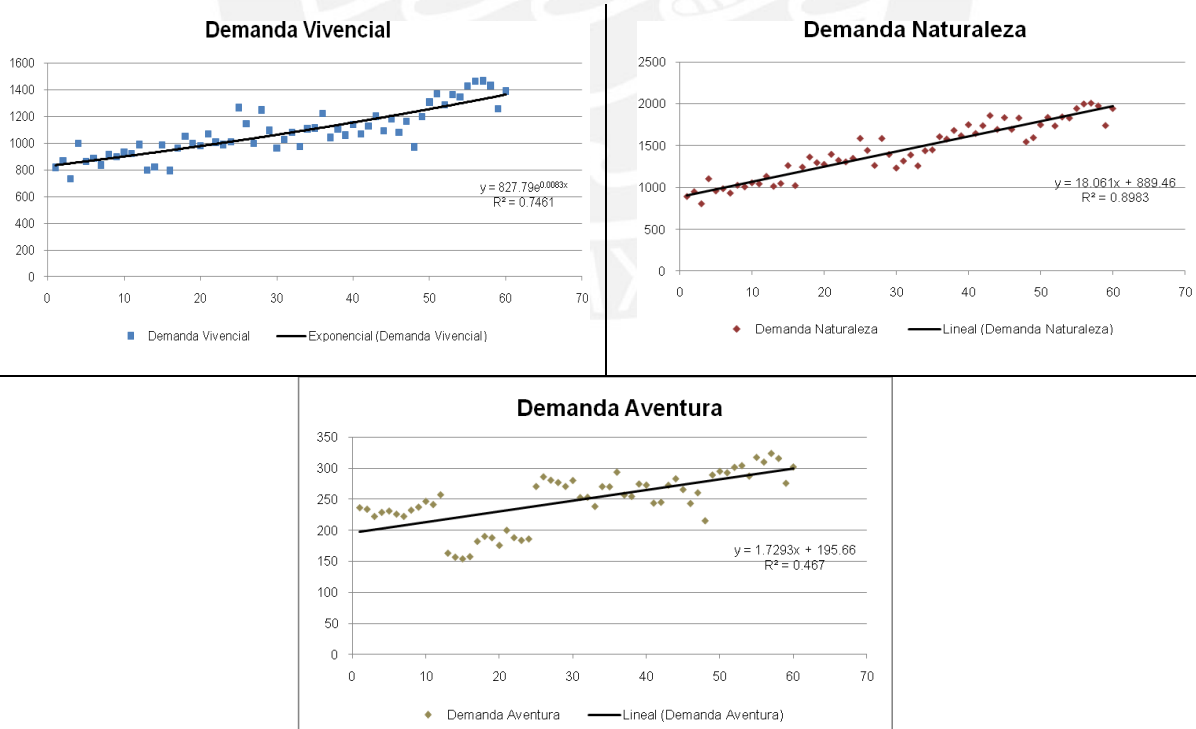 Demanda Vivencial
1600
1400
1200
1000
800
600
400
200
0
y = 827.79e^0.0083x
R² = 0.7461
0 10 20 30 40 50 60 70
Demanda Vivencial Exponencial (Demanda Vivencial)
Demanda Naturaleza
2500
2000
1500
1000
500
0
y = 18.061x + 889.46
R² = 0.8983
0 10 20 30 40 50 60 70
Demanda Naturaleza Lineal (Demanda Naturaleza)
Demanda Aventura
350
300
250
200
150
100
50
0
y = 1.7293x + 195.66
R² = 0.467
0 10 20 30 40 50 60 70
Demanda Aventura Lineal (Demanda Aventura)